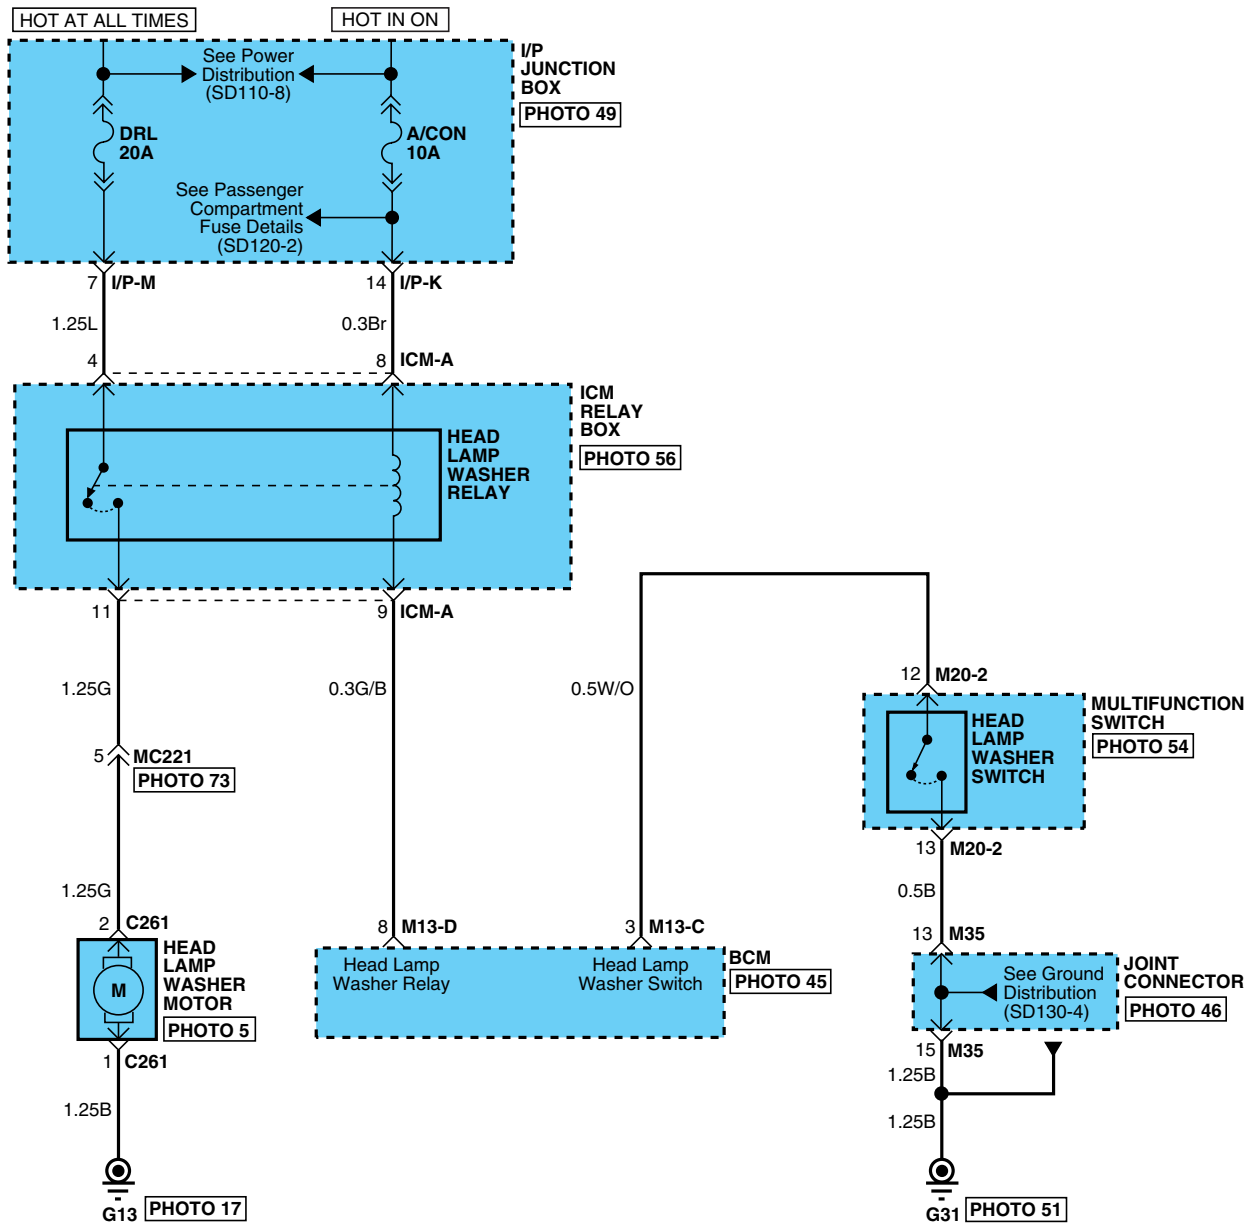 HOT AT ALL TIMES
HOT IN ON
See Power
Distribution
(SD110-8)
I/P
JUNCTION
BOX
PHOTO 49
DRL
20A
A/CON
10A
See Passenger
Compartment
Fuse Details
(SD120-2)
7 I/P-M
14 I/P-K
1.25L
0.3Br
4
8 ICM-A
ICM
RELAY
BOX
PHOTO 56
HEAD
LAMP
WASHER
RELAY
11
9 ICM-A
1.25G
0.3G/B
0.5W/O
12 M20-2
MULTIFUNCTION
SWITCH
PHOTO 54
HEAD
LAMP
WASHER
SWITCH
5 MC221
PHOTO 73
13 M20-2
1.25G
0.5B
2 C261
8 M13-D
3 M13-C
13 M35
HEAD
LAMP
WASHER
MOTOR
PHOTO 5
M
Head Lamp
Washer Relay
Head Lamp
Washer Switch
BCM
PHOTO 45
See Ground
Distribution
(SD130-4)
JOINT
CONNECTOR
PHOTO 46
1 C261
15 M35
1.25B
1.25B
1.25B
G13 PHOTO 17
G31 PHOTO 51